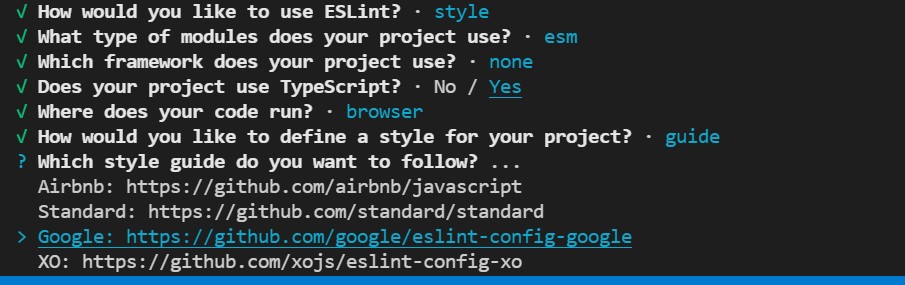 √ How would you like to use ESLint? · style
√ What type of modules does your project use? · esm
√ Which framework does your project use? · none
√ Does your project use TypeScript? · No / Yes
√ Where does your code run? · browser
√ How would you like to define a style for your project? · guide
? Which style guide do you want to follow? ...
Airbnb: https://github.com/airbnb/javascript
Standard: https://github.com/standard/standard
> Google: https://github.com/google/eslint-config-google
XO: https://github.com/xojs/eslint-config-xo